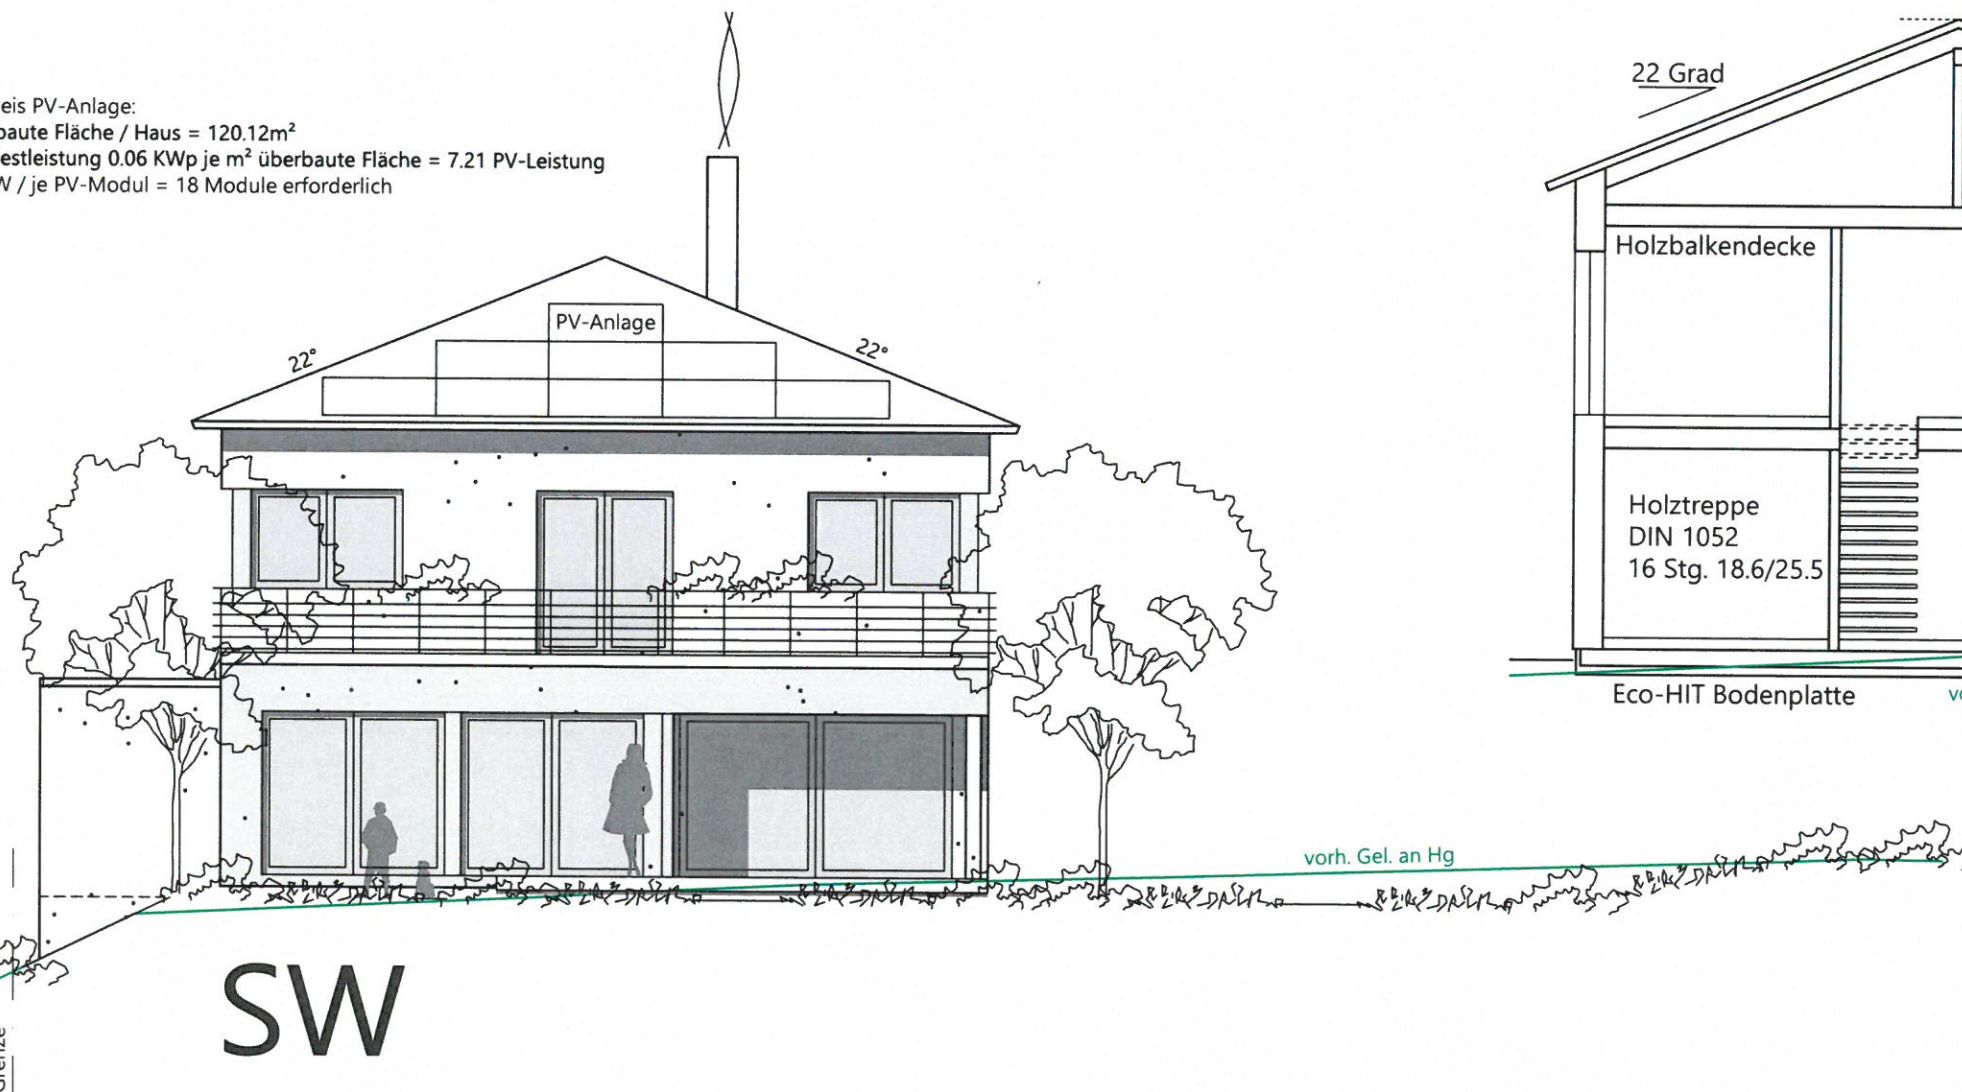 eis PV-Anlage:
baute Fläche / Haus = 120.12m²
estleistung 0.06 KWp je m² überbaute Fläche = 7.21 PV-Leistung
W / je PV-Modul = 18 Module erforderlich
22 Grad
PV-Anlage
22°
22°
Holzbalkendecke
Holztreppe
DIN 1052
16 Stg. 18.6/25.5
Eco-HIT Bodenplatte
vorh. Gel. an Hg
SW
Grenze